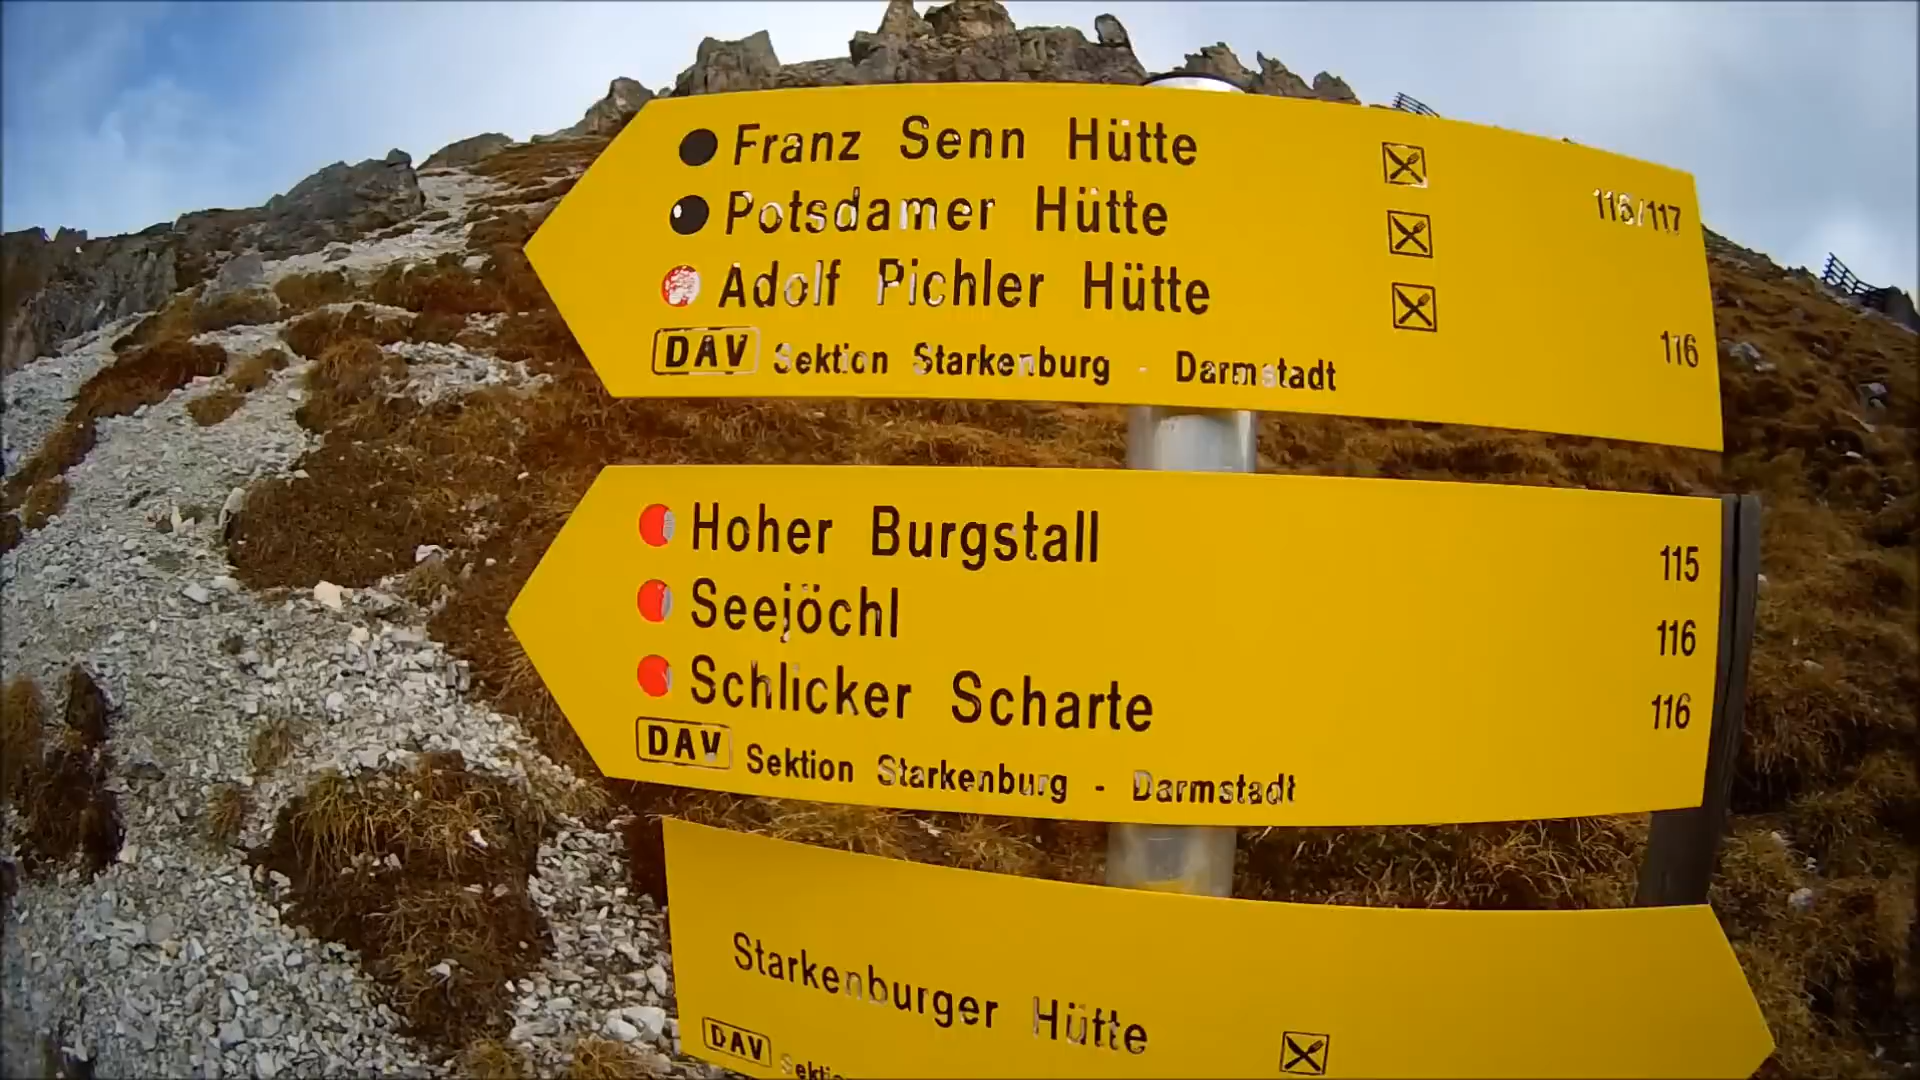 Franz Senn Hütte
Potsdamer Hütte 116/117
Adolf Pichler Hütte
116
DAV Sektion Starkenburg - Darmstadt
Hoher Burgstall 115
Seejöchl 116
Schlicker Scharte 116
DAV Sektion Starkenburg - Darmstadt
Starkenburger Hütte
DAV